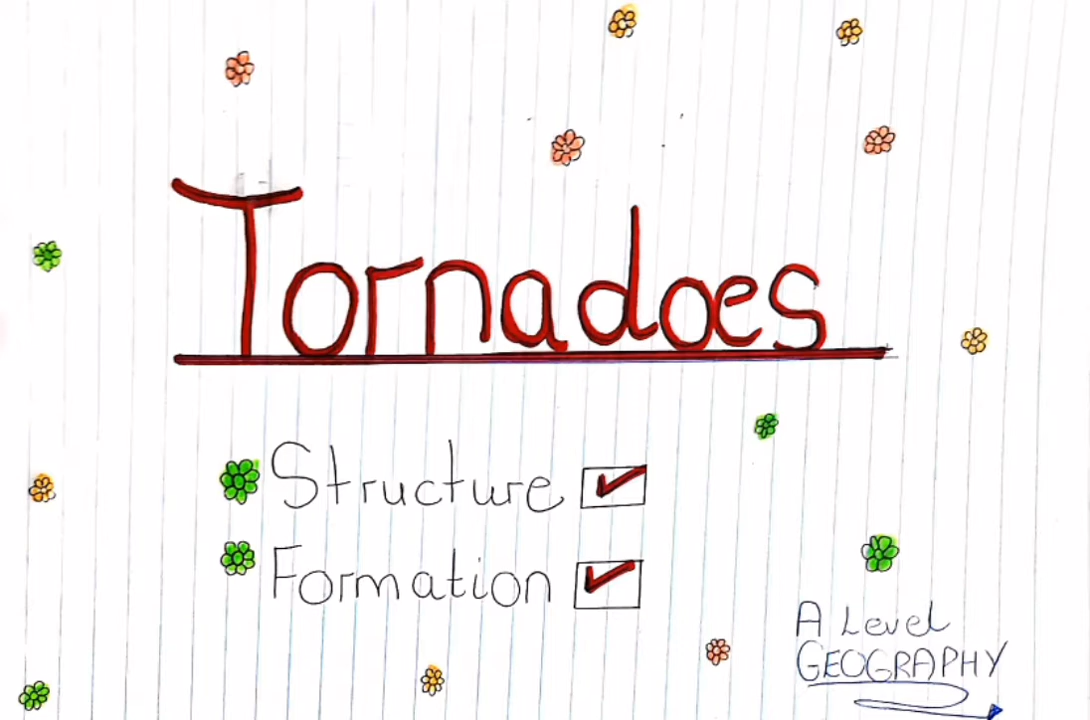 Tornadoes
Structure
Formation
A Level
GEOGRAPHY